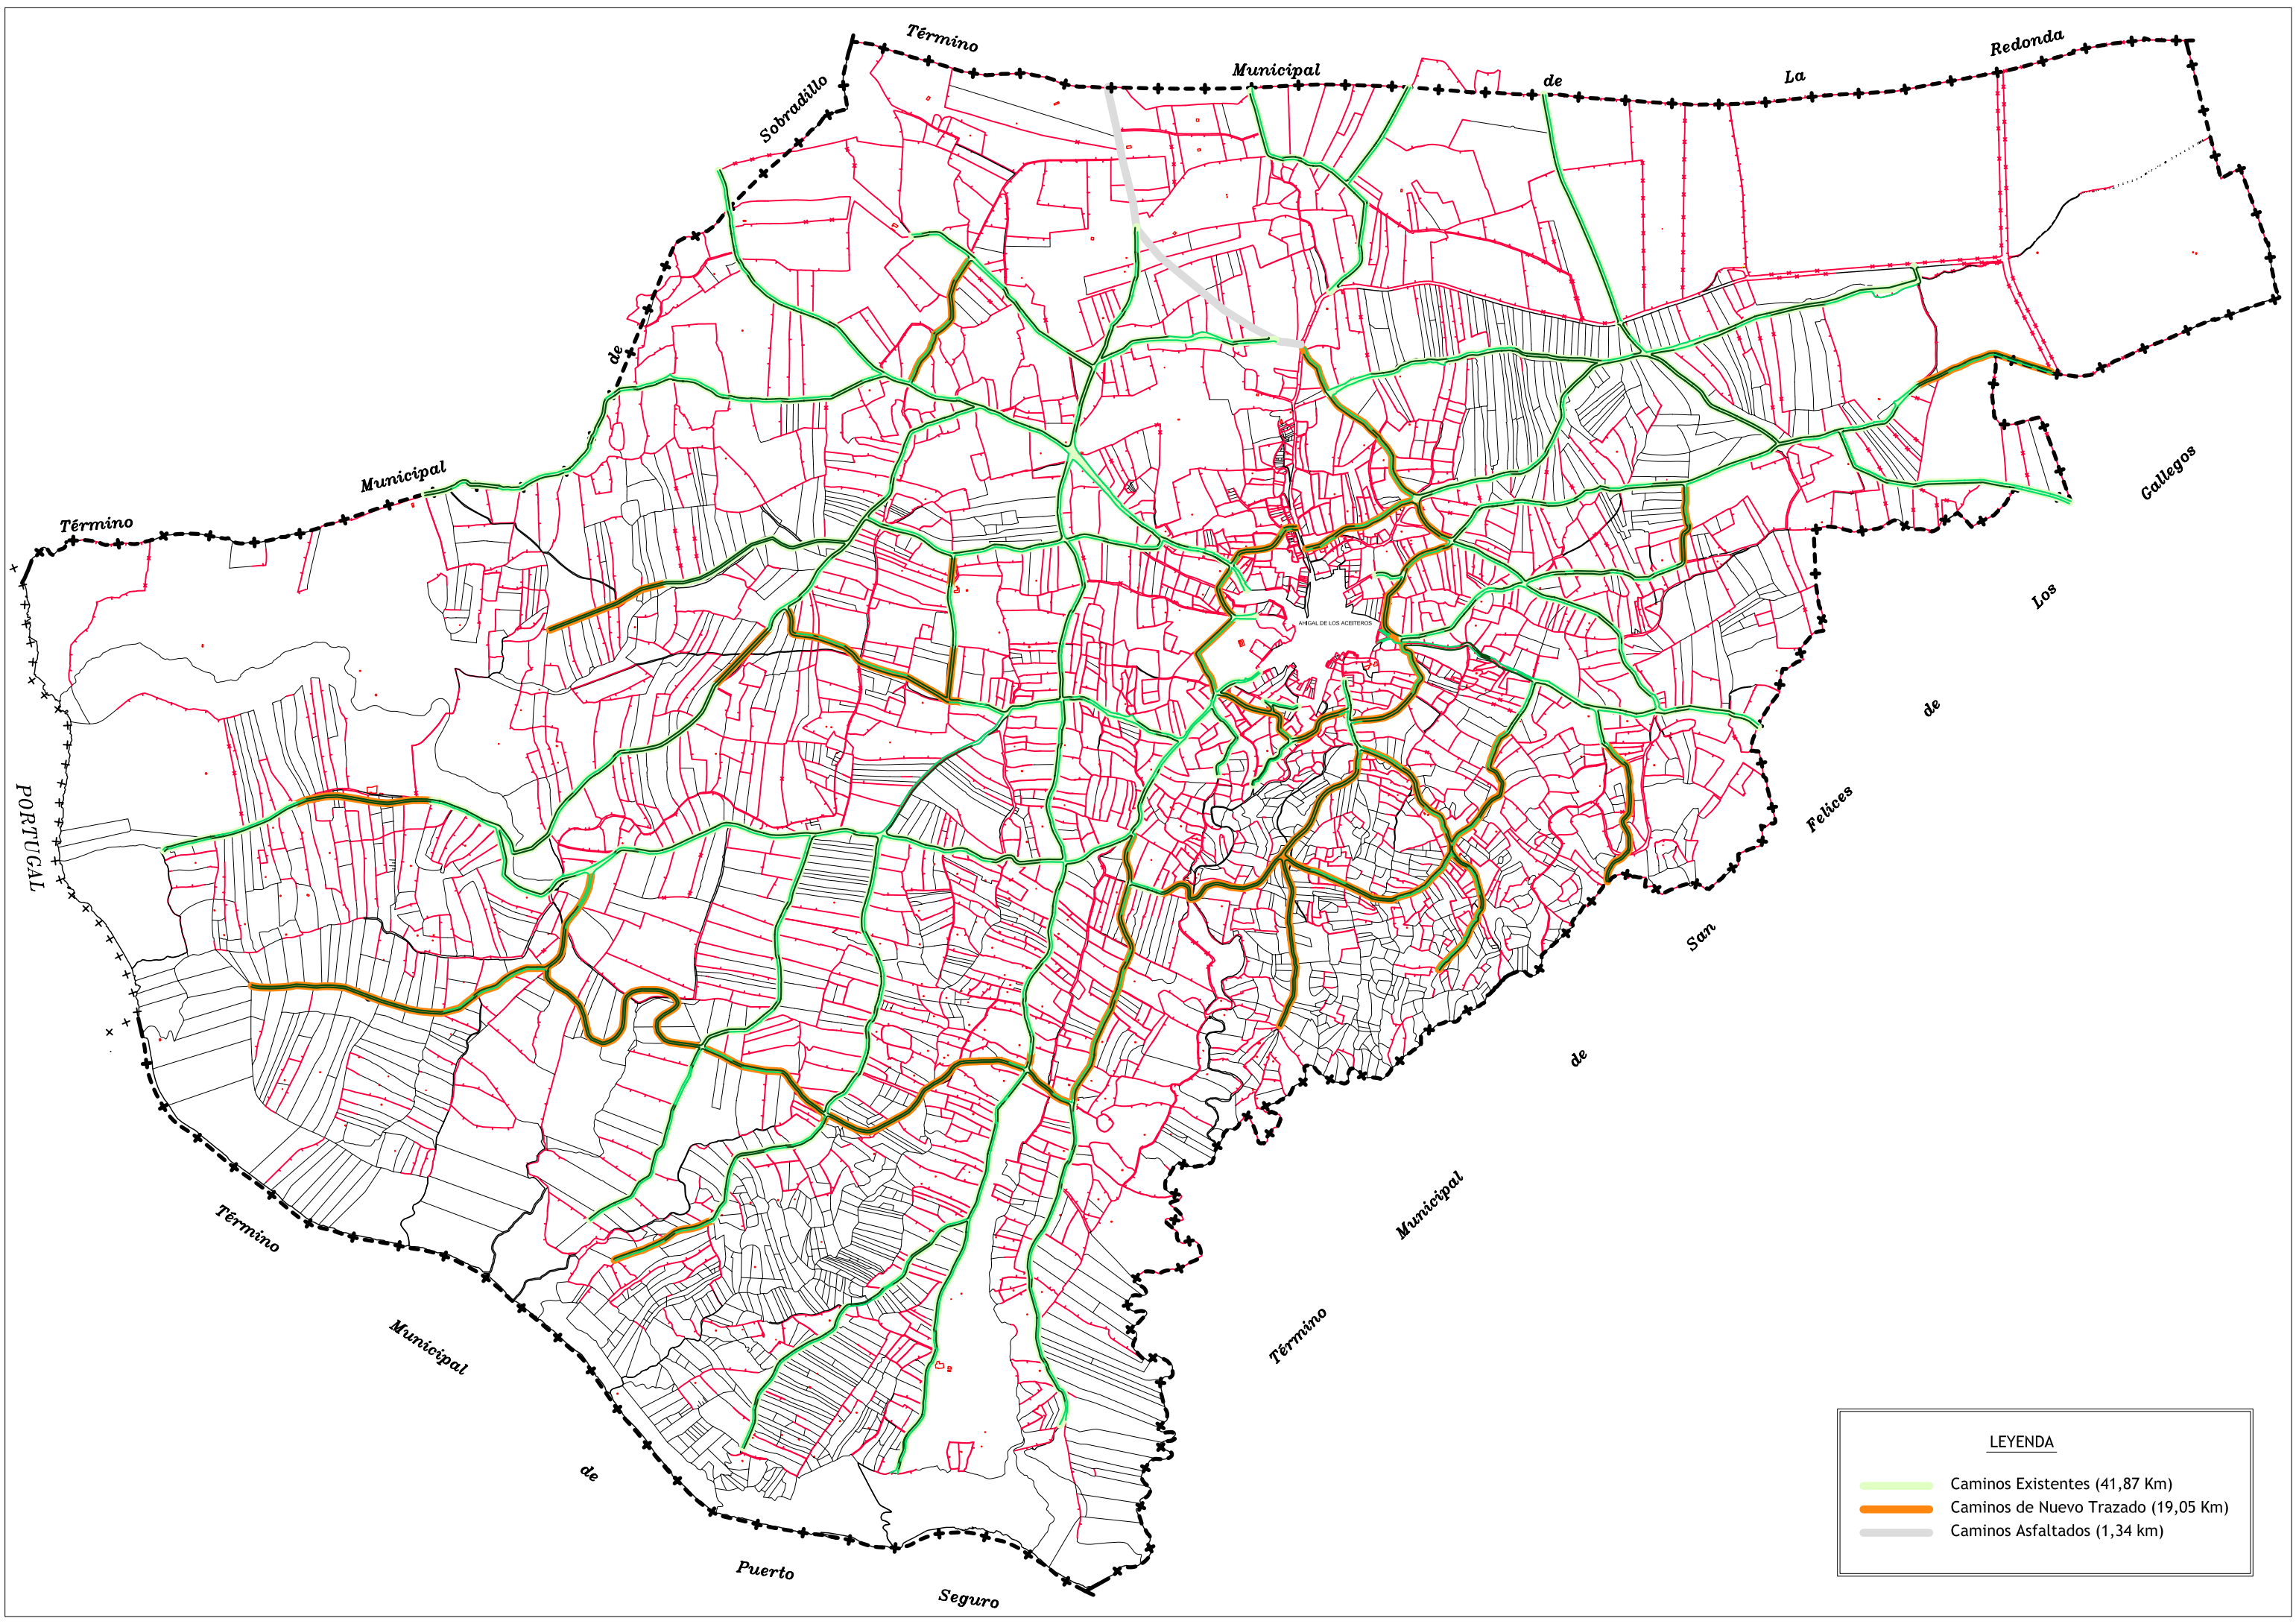 Término
Municipal
de
La
Redonda
Sobradillo
de
Municipal
Término
Gallegos
Los
de
Felices
San
de
Municipal
Término
AHIGAL DE LOS ACEITEROS
PORTUGAL
Término
Municipal
de
Puerto
Seguro
LEYENDA
Caminos Existentes (41,87 Km)
Caminos de Nuevo Trazado (19,05 Km)
Caminos Asfaltados (1,34 km)